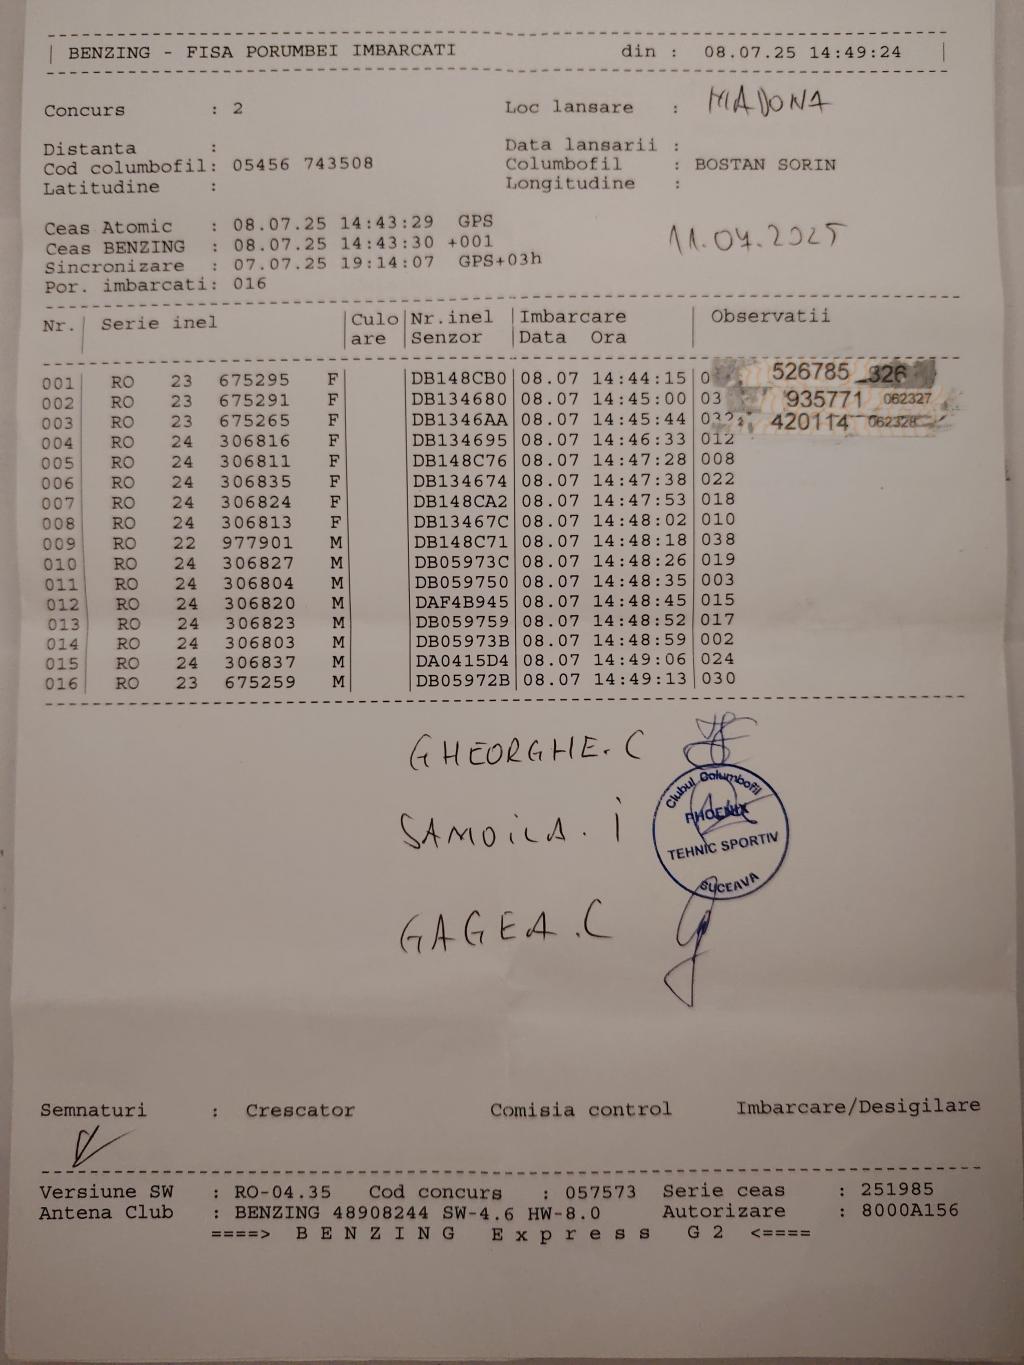 BENZING - FISA PORUMBEI IMBARCATI din : 08.07.25 14:49:24
Concurs : 2 Loc lansare : MADONA
Distanta : Data lansarii :
Cod columbofil: 05456 743508 Columbofil : BOSTAN SORIN
Latitudine : Longitudine :
Ceas Atomic : 08.07.25 14:43:29 GPS
Ceas BENZING : 08.07.25 14:43:30 +001
11.07.2025
Sincronizare : 07.07.25 19:14:07 GPS+03h
Por. imbarcati: 016
Nr. Serie inel Culo Nr.inel Imbarcare Observatii
are Senzor Data Ora
001 RO 23 675295 F DB148CB0 08.07 14:44:15 526785 326
002 RO 23 675291 F DB134680 08.07 14:45:00 935771 062327
003 RO 23 675265 F DB1346AA 08.07 14:45:44 420114 062328
004 RO 24 306816 F DB134695 08.07 14:46:33 012
005 RO 24 306811 F DB148C76 08.07 14:47:28 008
006 RO 24 306835 F DB134674 08.07 14:47:38 022
007 RO 24 306824 F DB148CA2 08.07 14:47:53 018
008 RO 24 306813 F DB13467C 08.07 14:48:02 010
009 RO 22 977901 M DB148C71 08.07 14:48:18 038
010 RO 24 306827 M DB05973C 08.07 14:48:26 019
011 RO 24 306804 M DB059750 08.07 14:48:35 003
012 RO 24 306820 M DAF4B945 08.07 14:48:45 015
013 RO 24 306823 M DB059759 08.07 14:48:52 017
014 RO 24 306803 M DB05973B 08.07 14:48:59 002
015 RO 24 306837 M DA0415D4 08.07 14:49:06 024
016 RO 23 675259 M DB05972B 08.07 14:49:13 030
GHEORGHE.C
SAMOILA. I
GAGEA.C
Clubul Columbofil
PHOENIX
TEHNIC SPORTIV
SUCEAVA
Semnaturi : Crescator Comisia control Imbarcare/Desigilare
Versiune SW : RO-04.35 Cod concurs : 057573 Serie ceas : 251985
Antena Club : BENZING 48908244 SW-4.6 HW-8.0 Autorizare : 8000A156
====> B E N Z I N G E x p r e s s G 2 <====